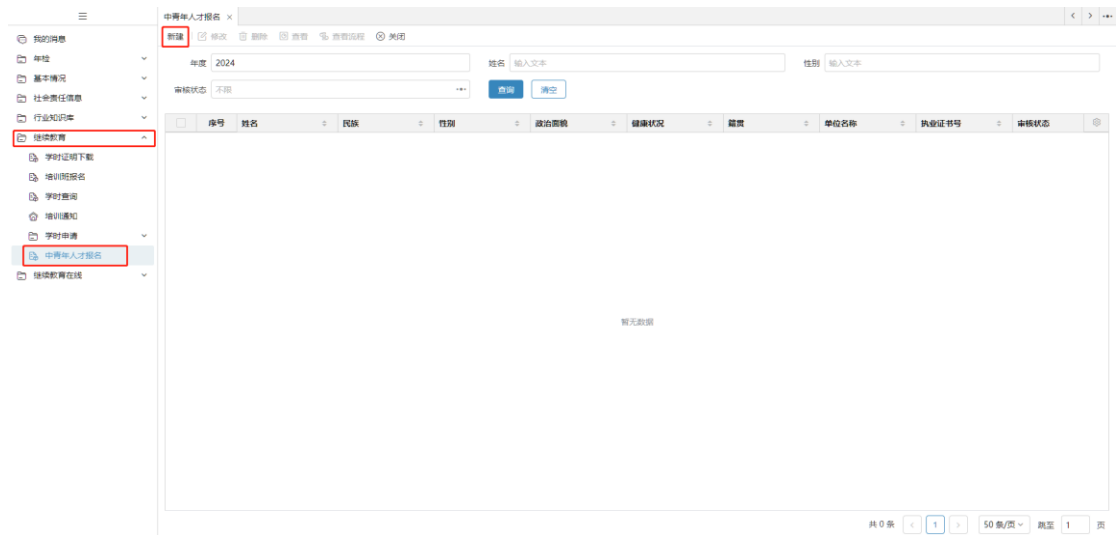 中青年人才报名 ×
我的消息
年检
基本情况
社会责任信息
行业知识库
继续教育
学时证明下载
培训班报名
学时查询
培训通知
学时申请
中青年人才报名
继续教育在线
新建 修改 删除 查看 查看流程 关闭
年度 2024 姓名 输入文本 性别 输入文本
审核状态 不限 查询 清空
序号 姓名 民族 性别 政治面貌 健康状况 籍贯 单位名称 执业证书号 审核状态
暂无数据
共 0 条 < 1 > 50 条/页 跳至 1 页